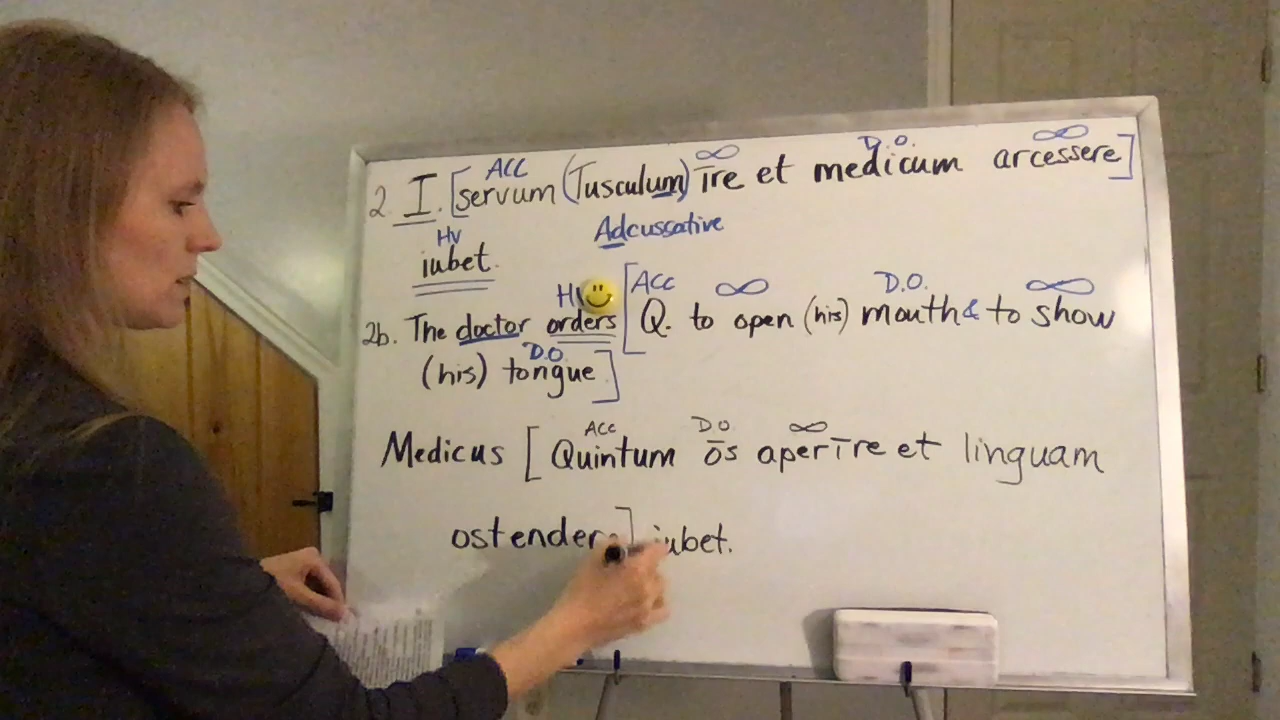 ACC ∞ D.O. ∞
2. I. [servum (Tusculum) īre et medicum arcessere]
HV Adcussative
iubet.
HV ACC ∞ D.O. ∞
2b. The doctor orders [Q. to open (his) mouth & to show
D.O.
(his) tongue]
ACC DO ∞
Medicus [Quintum ōs aperīre et linguam
ostendere] iubet.